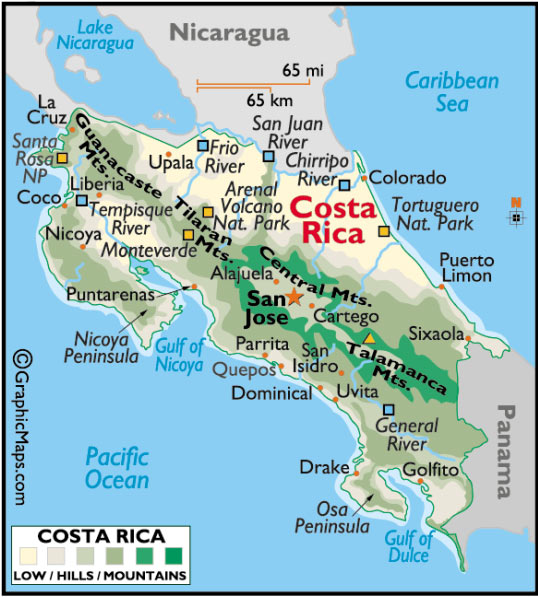 Lake
Nicaragua
Nicaragua
65 mi
65 km
Caribbean
Sea
La
Cruz
Santa
Rosa
NP
Guanacaste
Mts.
Upala
Frio
River
San Juan
River
Chirripo
River
Colorado
Liberia
Coco
Tempisque
River
Tilaran
Mts.
Arenal
Volcano
Nat. Park
Costa
Rica
Tortuguero
Nat. Park
N
Nicoya
Monteverde
Alajuela
Central Mts.
Puerto
Limon
Puntarenas
San
Jose
Cartego
Nicoya
Peninsula
Gulf of
Nicoya
Parrita
Quepos
San
Isidro
Talamanca
Mts.
Sixaola
Dominical
Uvita
General
River
Panama
Pacific
Ocean
Drake
Golfito
Osa
Peninsula
Gulf of
Dulce
©GraphicMaps.com
COSTA RICA
LOW / HILLS / MOUNTAINS